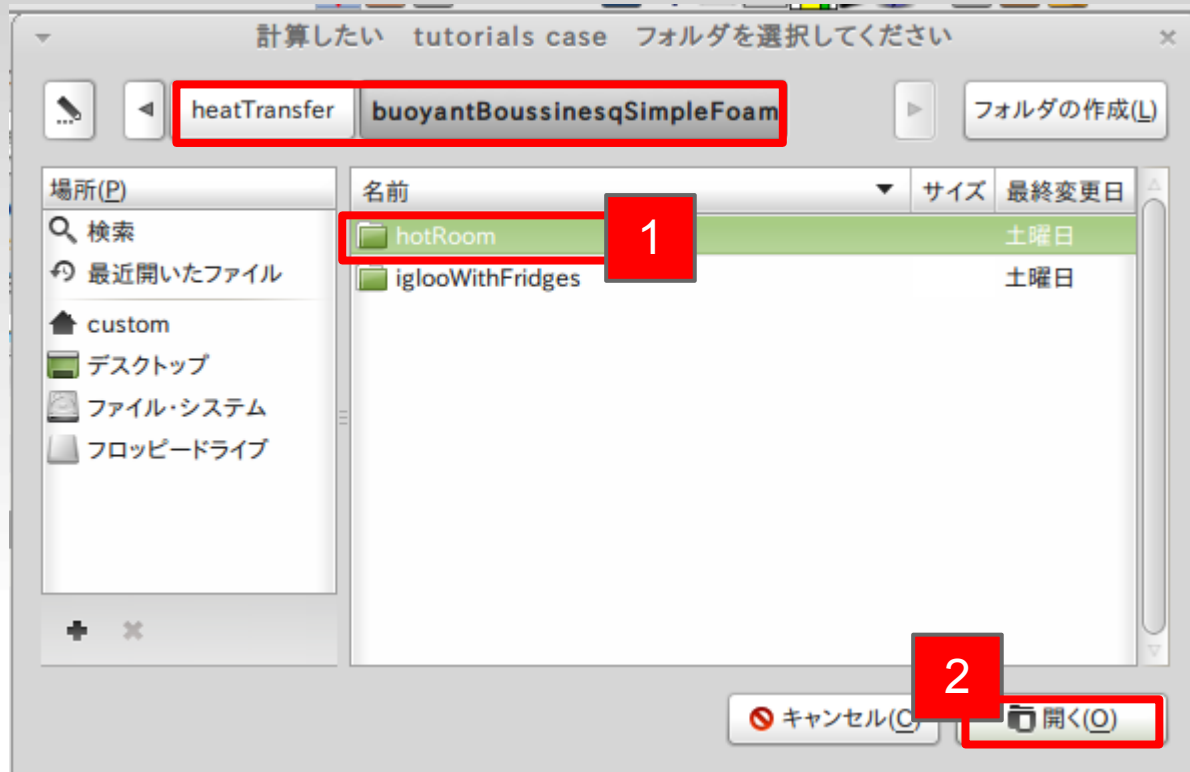 計算したい tutorials case フォルダを選択してください
heatTransfer buoyantBoussinesqSimpleFoam フォルダの作成(L)
場所(P) 名前 サイズ 最終変更日
検索 hotRoom 1 土曜日
最近開いたファイル iglooWithFridges 土曜日
custom
デスクトップ
ファイル・システム
フロッピードライブ
2
キャンセル(C) 開く(O)